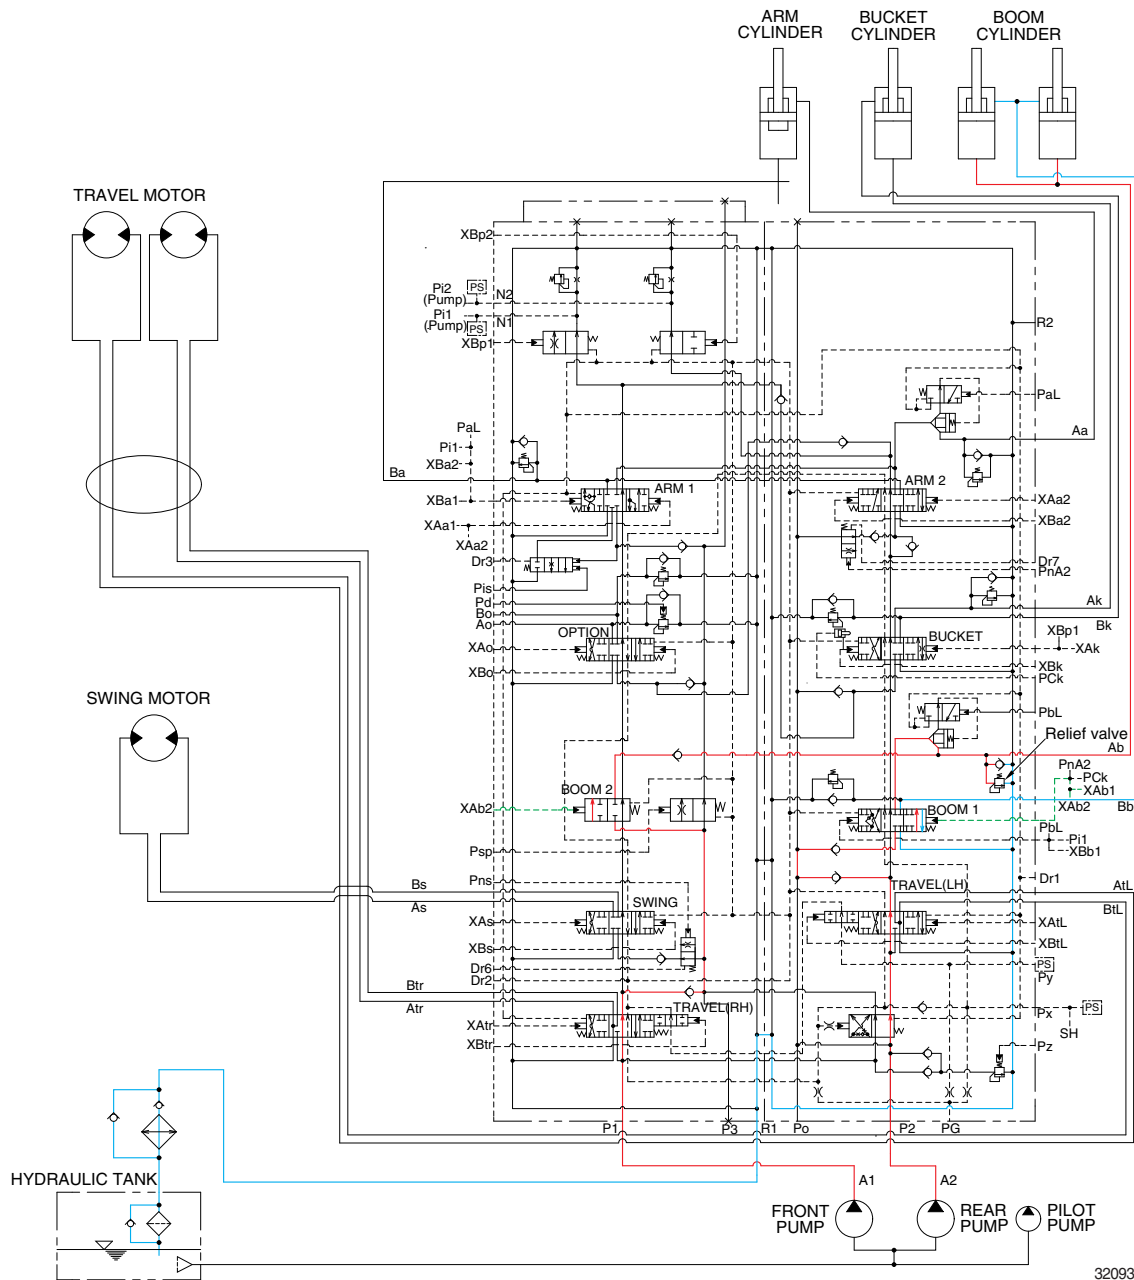 ARM
CYLINDER
BUCKET
CYLINDER
BOOM
CYLINDER
TRAVEL MOTOR
XBp2
Pi2
(Pump)
PS
N2
Pi1
(Pump)
PS
N1
XBp1
R2
PaL
Aa
PaL
Pi1
XBa2
Ba
XBa1
ARM 1
ARM 2
XAa2
XBa2
XAa1
XAa2
Dr3
Dr7
PnA2
Pis
Pd
Bo
Ao
Ak
Bk
OPTION
BUCKET
XBp1
XAk
XAo
XBo
XBk
PCk
SWING MOTOR
PbL
Relief valve
Ab
PnA2
PCk
XAb1
XAb2
Bb
BOOM 2
XAb2
BOOM 1
PbL
Pi1
XBb1
Psp
Pns
Dr1
Bs
As
TRAVEL(LH)
AtL
BtL
SWING
XAs
XBs
XAtL
XBtL
Dr6
Dr2
PS
Py
Btr
Atr
TRAVEL(RH)
XAtr
XBtr
Px
PS
SH
Pz
P1
P3
R1
Po
P2
PG
HYDRAULIC TANK
A1
A2
FRONT
PUMP
REAR
PUMP
PILOT
PUMP
32093